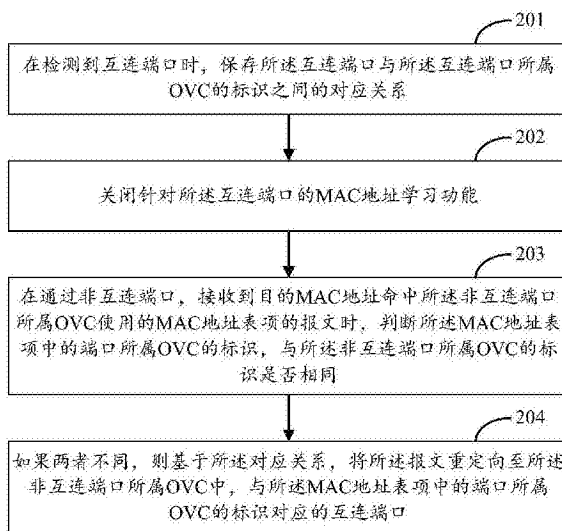 201
在检测到互连端口时，保存所述互连端口与所述互连端口所属
OVC的标识之间的对应关系
202
关闭针对所述互连端口的MAC地址学习功能
203
在通过非互连端口，接收到目的MAC地址命中所述非互连端口
所属OVC使用的MAC地址表项的报文时，判断所述MAC地址表
项中的端口所属OVC的标识，与所述非互连端口所属OVC的标
识是否相同
204
如果两者不同，则基于所述对应关系，将所述报文重定向至所述
非互连端口所属OVC中，与所述MAC地址表项中的端口所属
OVC的标识对应的互连端口